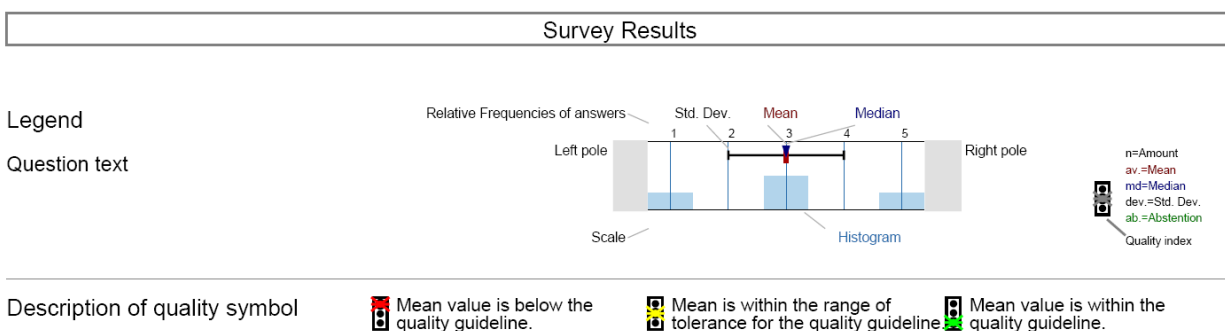 Survey Results
Legend
Question text
Relative Frequencies of answers
Std. Dev.
Mean
Median
1 2 3 4 5
Left pole
Right pole
Scale
Histogram
n=Amount
av.=Mean
md=Median
dev.=Std. Dev.
ab.=Abstention
Quality index
Description of quality symbol
Mean value is below the
quality guideline.
Mean is within the range of
tolerance for the quality guideline.
Mean value is within the
quality guideline.